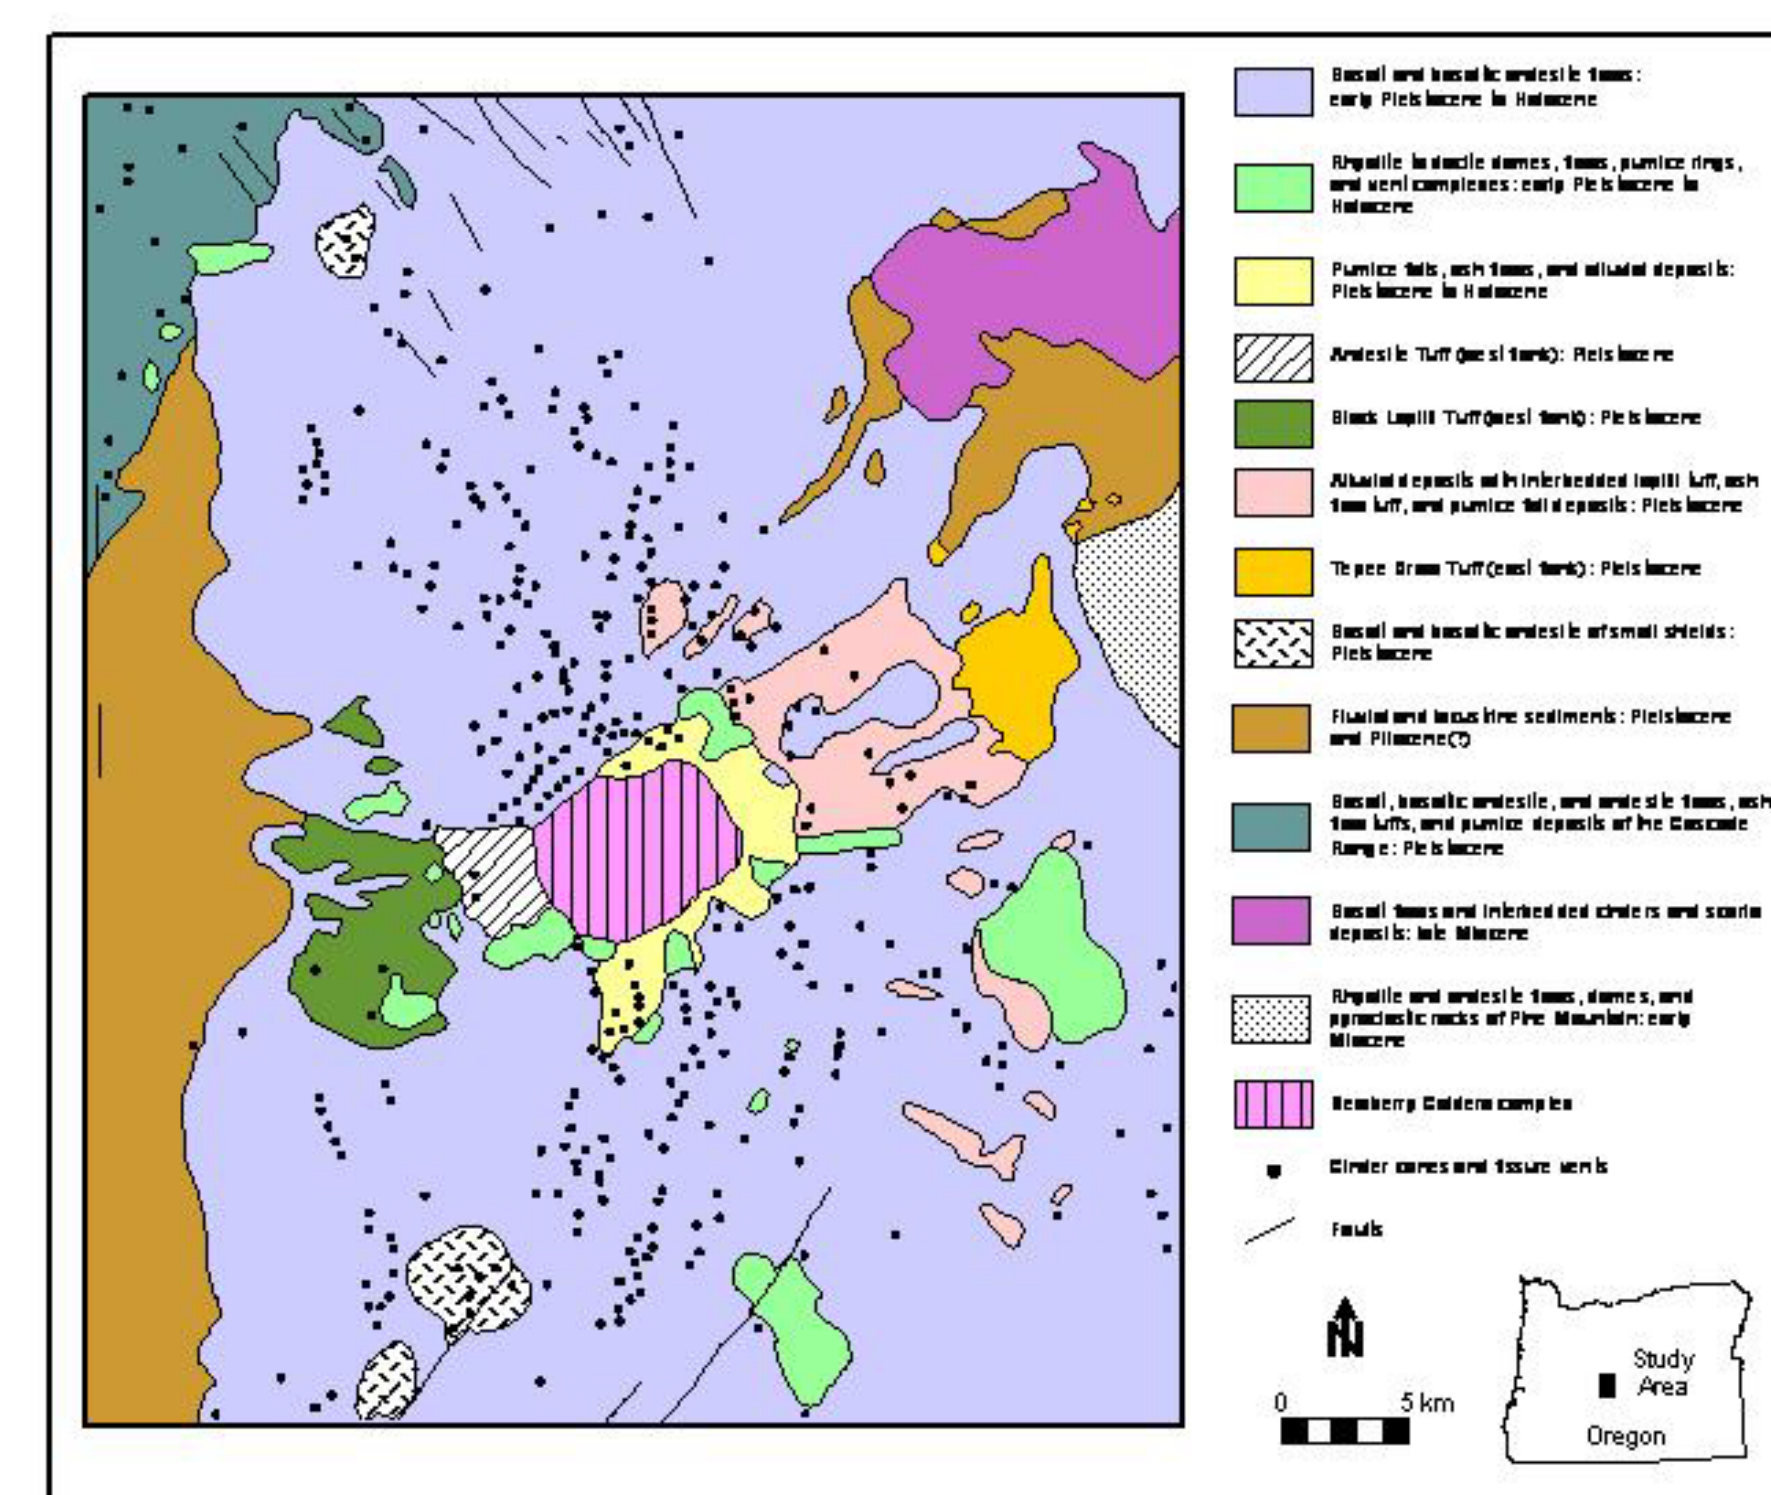 Basalt and basaltic andesite flows:
early Pleistocene to Holocene
Rhyolite to dacite domes, flows, pumice rings,
and vent complexes: early Pleistocene to
Holocene
Pumice falls, ash flows, and alluvial deposits:
Pleistocene to Holocene
Andesite Tuff (west flank): Pleistocene
Black Lapilli Tuff (west flank): Pleistocene
Alluvial deposits with interbedded lapilli tuff, ash
flow tuff, and pumice fall deposits: Pleistocene
Tepee Draw Tuff (east flank): Pleistocene
Basalt and basaltic andesite of small shields:
Pleistocene
Fluvial and lacustrine sediments: Pleistocene
and Pliocene(?)
Basalt, basaltic andesite, and andesite flows, ash
flow tuffs, and pumice deposits of the Cascade
Range: Pleistocene
Basalt flows and interbedded cinders and scoria
deposits: late Miocene
Rhyolite and andesite flows, domes, and
pyroclastic rocks of Pine Mountain: early
Miocene
Newberry Caldera complex
Cinder cones and fissure vents
Faults
N
0 5 km
Study
Area
Oregon